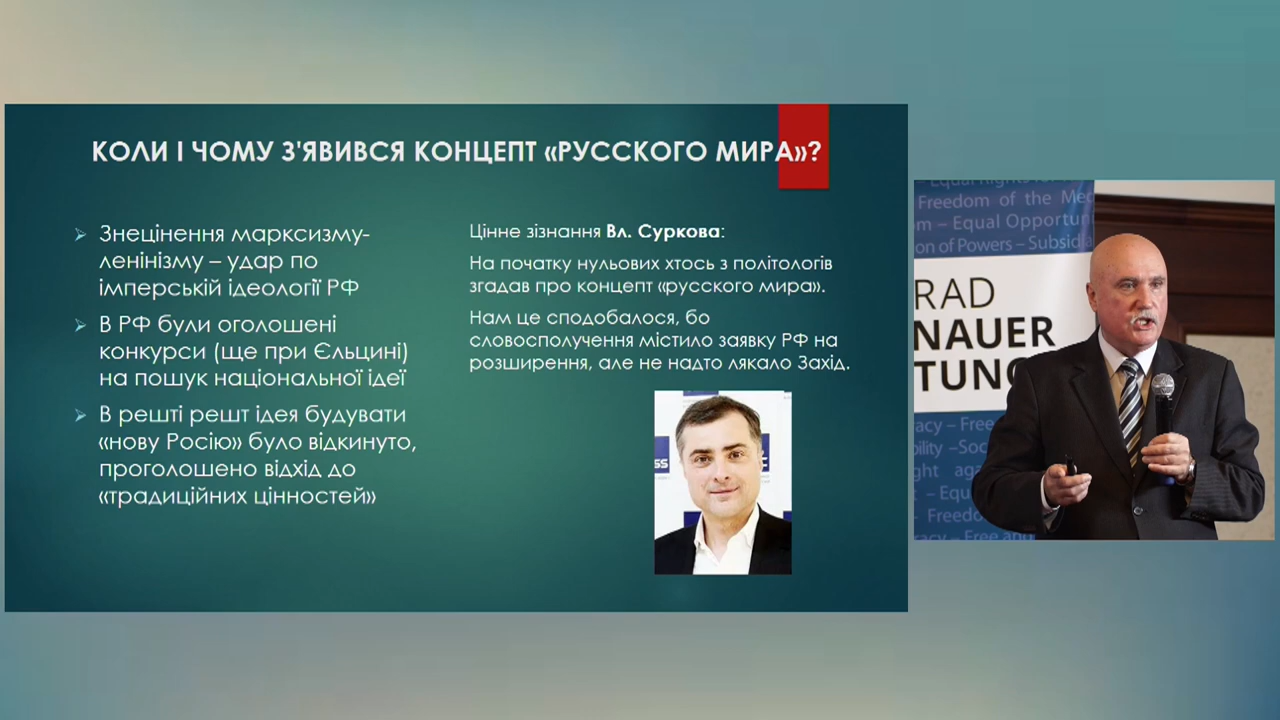 КОЛИ І ЧОМУ З'ЯВИВСЯ КОНЦЕПТ «РУССКОГО МИРА»?
Знецінення марксизму-
ленінізму – удар по
імперській ідеології РФ
В РФ були оголошені
конкурси (ще при Єльцині)
на пошук національної ідеї
В решті решт ідея будувати
«нову Росію» було відкинуто,
проголошено відхід до
«традиційних цінностей»
Цінне зізнання Вл. Суркова:
На початку нульових хтось з політологів
згадав про концепт «русского мира».
Нам це сподобалося, бо
словосполучення містило заявку РФ на
розширення, але не надто лякало Захід.
Freedom of the
– Equal
of Powers – Subsidia
RAD
NAUER
TUNG